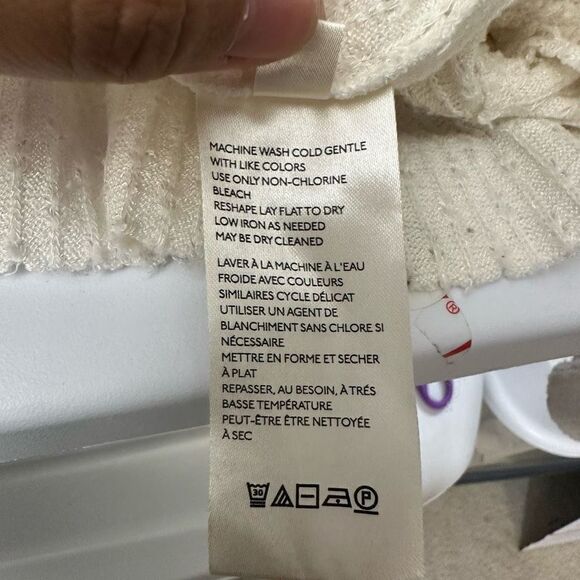 MACHINE WASH COLD GENTLE
WITH LIKE COLORS
USE ONLY NON-CHLORINE
BLEACH
RESHAPE LAY FLAT TO DRY
LOW IRON AS NEEDED
MAY BE DRY CLEANED
LAVER À LA MACHINE À L'EAU
FROIDE AVEC COULEURS
SIMILAIRES CYCLE DÉLICAT
UTILISER UN AGENT DE
BLANCHIMENT SANS CHLORE SI
NÉCESSAIRE
METTRE EN FORME ET SECHER
À PLAT
REPASSER, AU BESOIN, À TRÉS
BASSE TEMPÉRATURE
PEUT-ÊTRE ÊTRE NETTOYÉE
À SEC
30 P
®